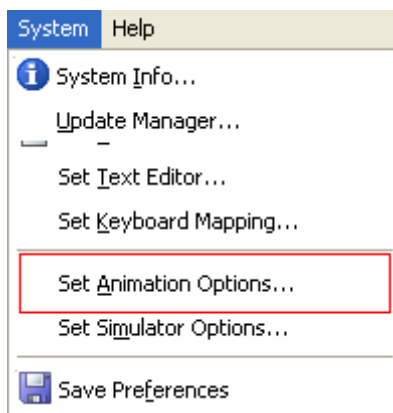 System Help
System Info...
Update Manager...
Set Text Editor...
Set Keyboard Mapping...
Set Animation Options...
Set Simulator Options...
Save Preferences